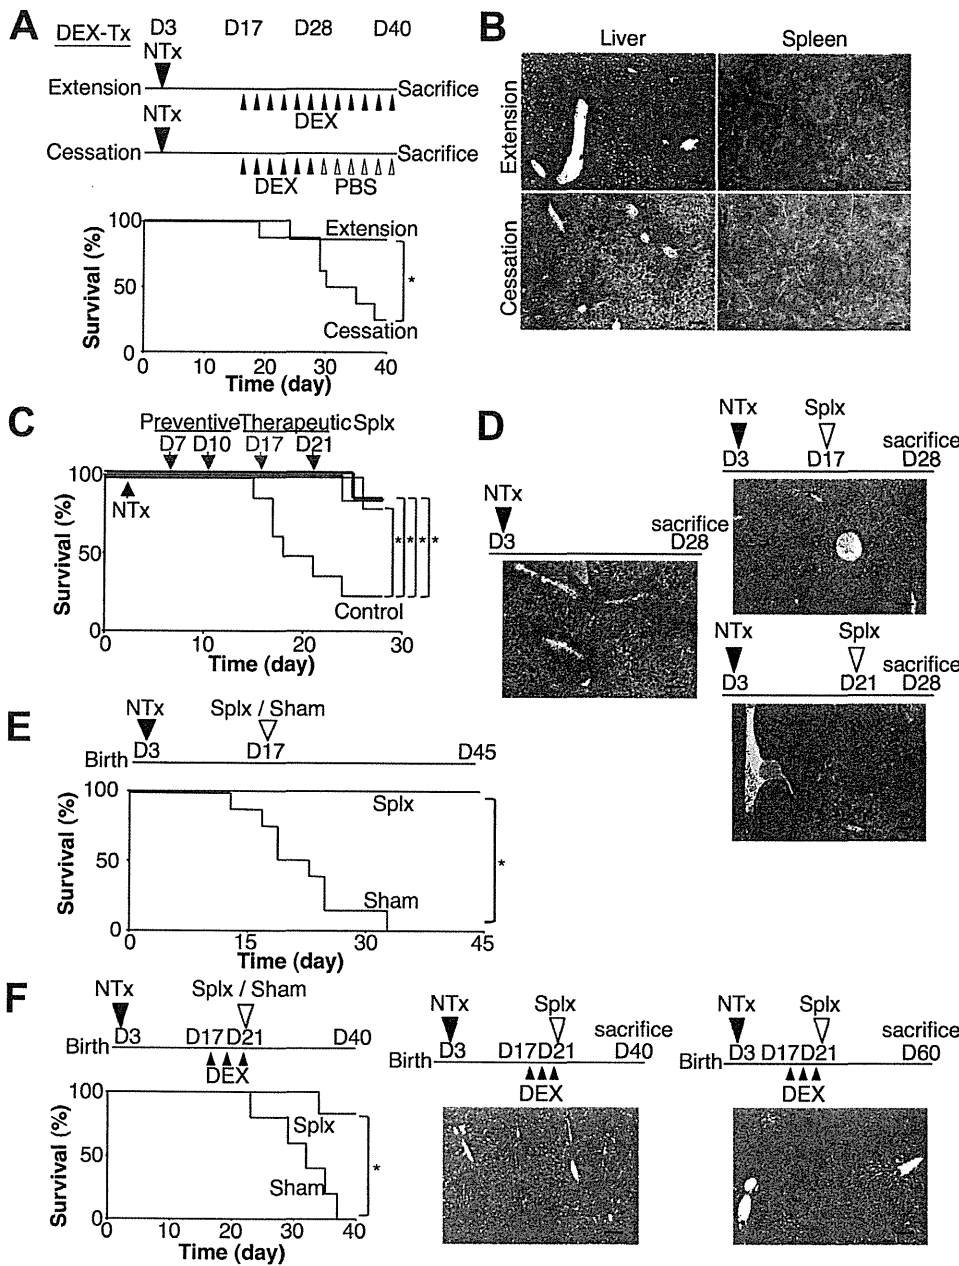 A
DEX-Tx D3 D17 D28 D40
NTx
Extension Sacrifice
DEX
NTx
Cessation Sacrifice
DEX PBS
Survival (%)
100
50
0
Extension
*
Cessation
0 10 20 30 40
Time (day)
B
Liver Spleen
Extension
Cessation
C
Preventive Therapeutic Splx
D7 D10 D17 D21
Survival (%)
100
50
0
NTx
* * * *
Control
0 10 20 30
Time (day)
D
NTx
D3
sacrifice
D28
NTx Splx
sacrifice
D3 D17 D28
NTx Splx
sacrifice
D3 D21 D28
E
NTx Splx / Sham
Birth D3 D17 D45
Survival (%)
100
50
0
Splx
*
Sham
0 15 30 45
Time (day)
F
NTx Splx / Sham
Birth D3 D17 D21 D40
DEX
Survival (%)
100
50
0
Splx
*
Sham
0 10 20 30 40
Time (day)
NTx Splx
sacrifice
Birth D3 D17 D21 D40
DEX
NTx Splx
sacrifice
Birth D3 D17 D21 D60
DEX